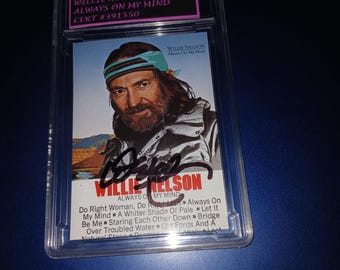 ALWAYS ON MY MIND
CERT #391550
WILLIE NELSON
Always On My Mind
WILLIE NELSON
ALWAYS ON MY MIND
Do Right Woman, Do Right Man ■ Always On
My Mind ■ A Whiter Shade Of Pale ■ Let It
Be Me ■ Staring Each Other Down ■ Bridge
Over Troubled Water ■ Old Fords And A